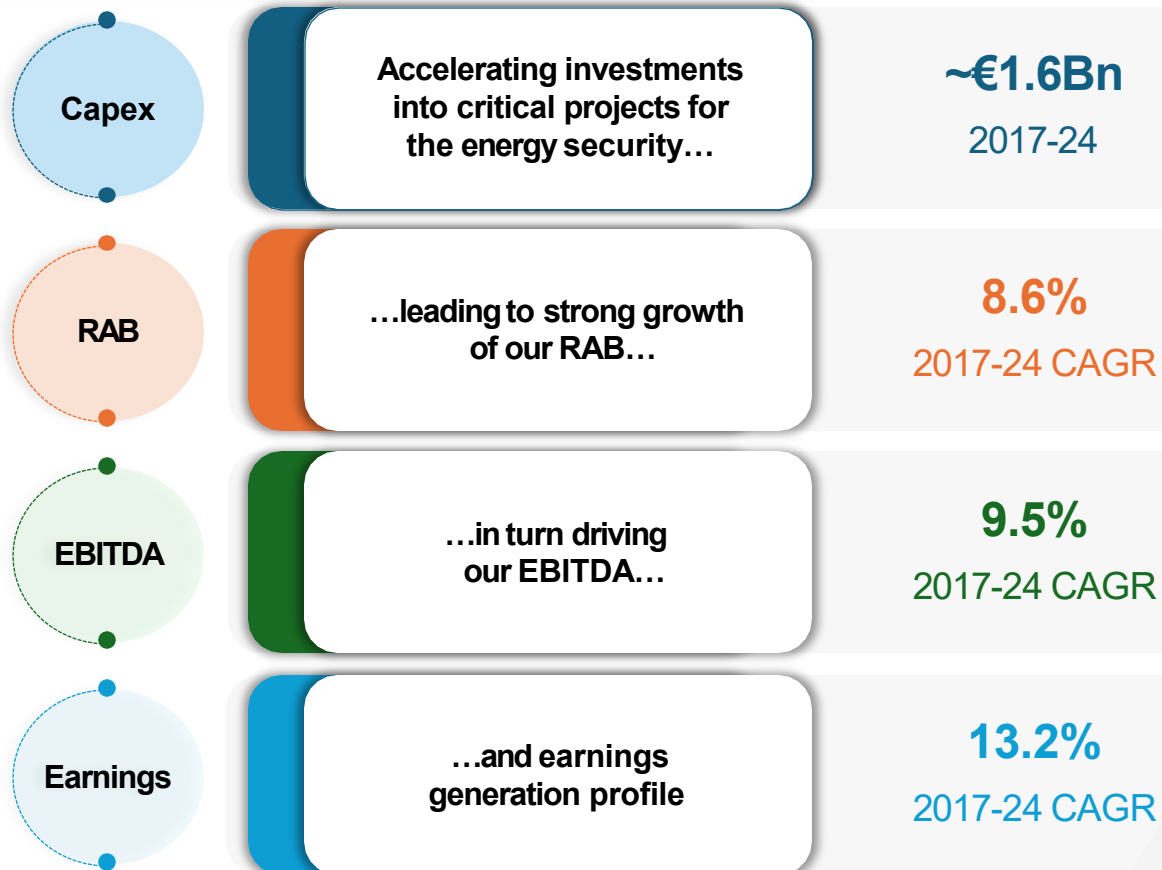 Capex
Accelerating investments
into critical projects for
the energy security…
~€1.6Bn
2017-24
RAB
…leading to strong growth
of our RAB…
8.6%
2017-24 CAGR
EBITDA
…in turn driving
our EBITDA…
9.5%
2017-24 CAGR
Earnings
…and earnings
generation profile
13.2%
2017-24 CAGR